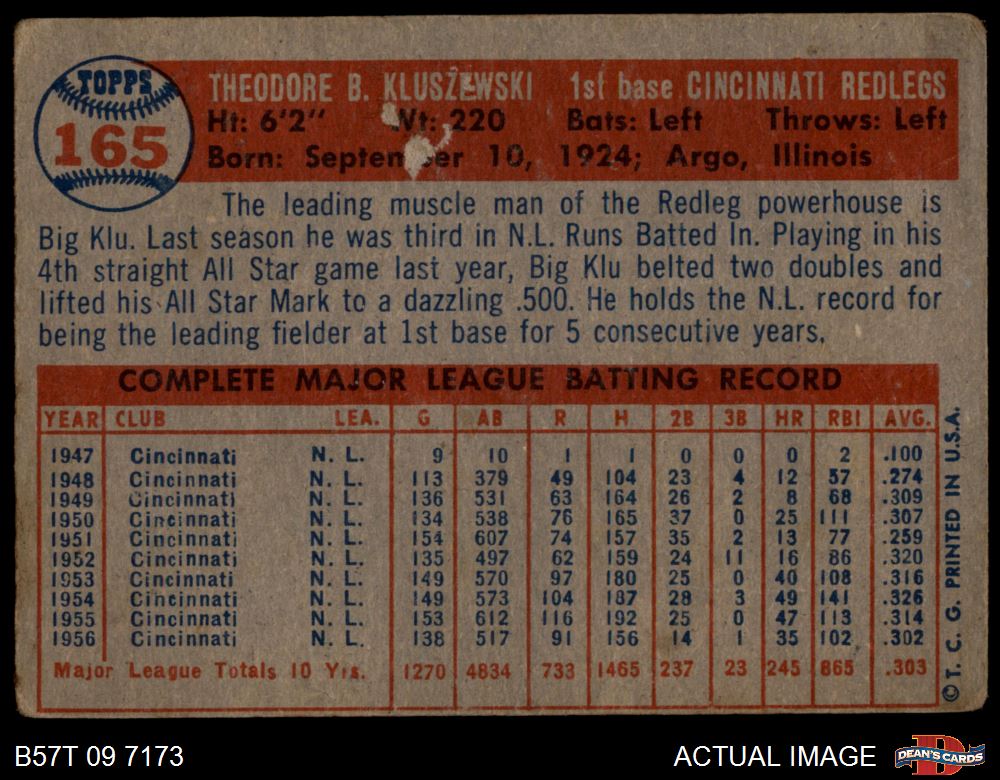 TOPPS
165
THEODORE B. KLUSZEWSKI 1st base CINCINNATI REDLEGS
Ht: 6'2" Wt: 220 Bats: Left Throws: Left
Born: September 10, 1924; Argo, Illinois
The leading muscle man of the Redleg powerhouse is
Big Klu. Last season he was third in N.L. Runs Batted In. Playing in his
4th straight All Star game last year, Big Klu belted two doubles and
lifted his All Star Mark to a dazzling .500. He holds the N.L. record for
being the leading fielder at 1st base for 5 consecutive years.
COMPLETE MAJOR LEAGUE BATTING RECORD
YEAR CLUB LEA. G AB R H 2B 3B HR RBI AVG.
1947 Cincinnati N. L. 9 10 1 1 0 0 0 2 .100
1948 Cincinnati N. L. 113 379 49 104 23 4 12 57 .274
1949 Cincinnati N. L. 136 531 63 164 26 2 8 68 .309
1950 Cincinnati N. L. 134 538 76 165 37 0 25 111 .307
1951 Cincinnati N. L. 154 607 74 157 35 2 13 77 .259
1952 Cincinnati N. L. 135 497 62 159 24 11 16 86 .320
1953 Cincinnati N. L. 149 570 97 180 25 0 40 108 .316
1954 Cincinnati N. L. 149 573 104 187 28 3 49 141 .326
1955 Cincinnati N. L. 153 612 116 192 25 0 47 113 .314
1956 Cincinnati N. L. 138 517 91 156 14 1 35 102 .302
Major League Totals 10 Yrs. 1270 4834 733 1465 237 23 245 865 .303
© T. C. G. PRINTED IN U.S.A.
B57T 09 7173
ACTUAL IMAGE
D
DEAN'S CARDS